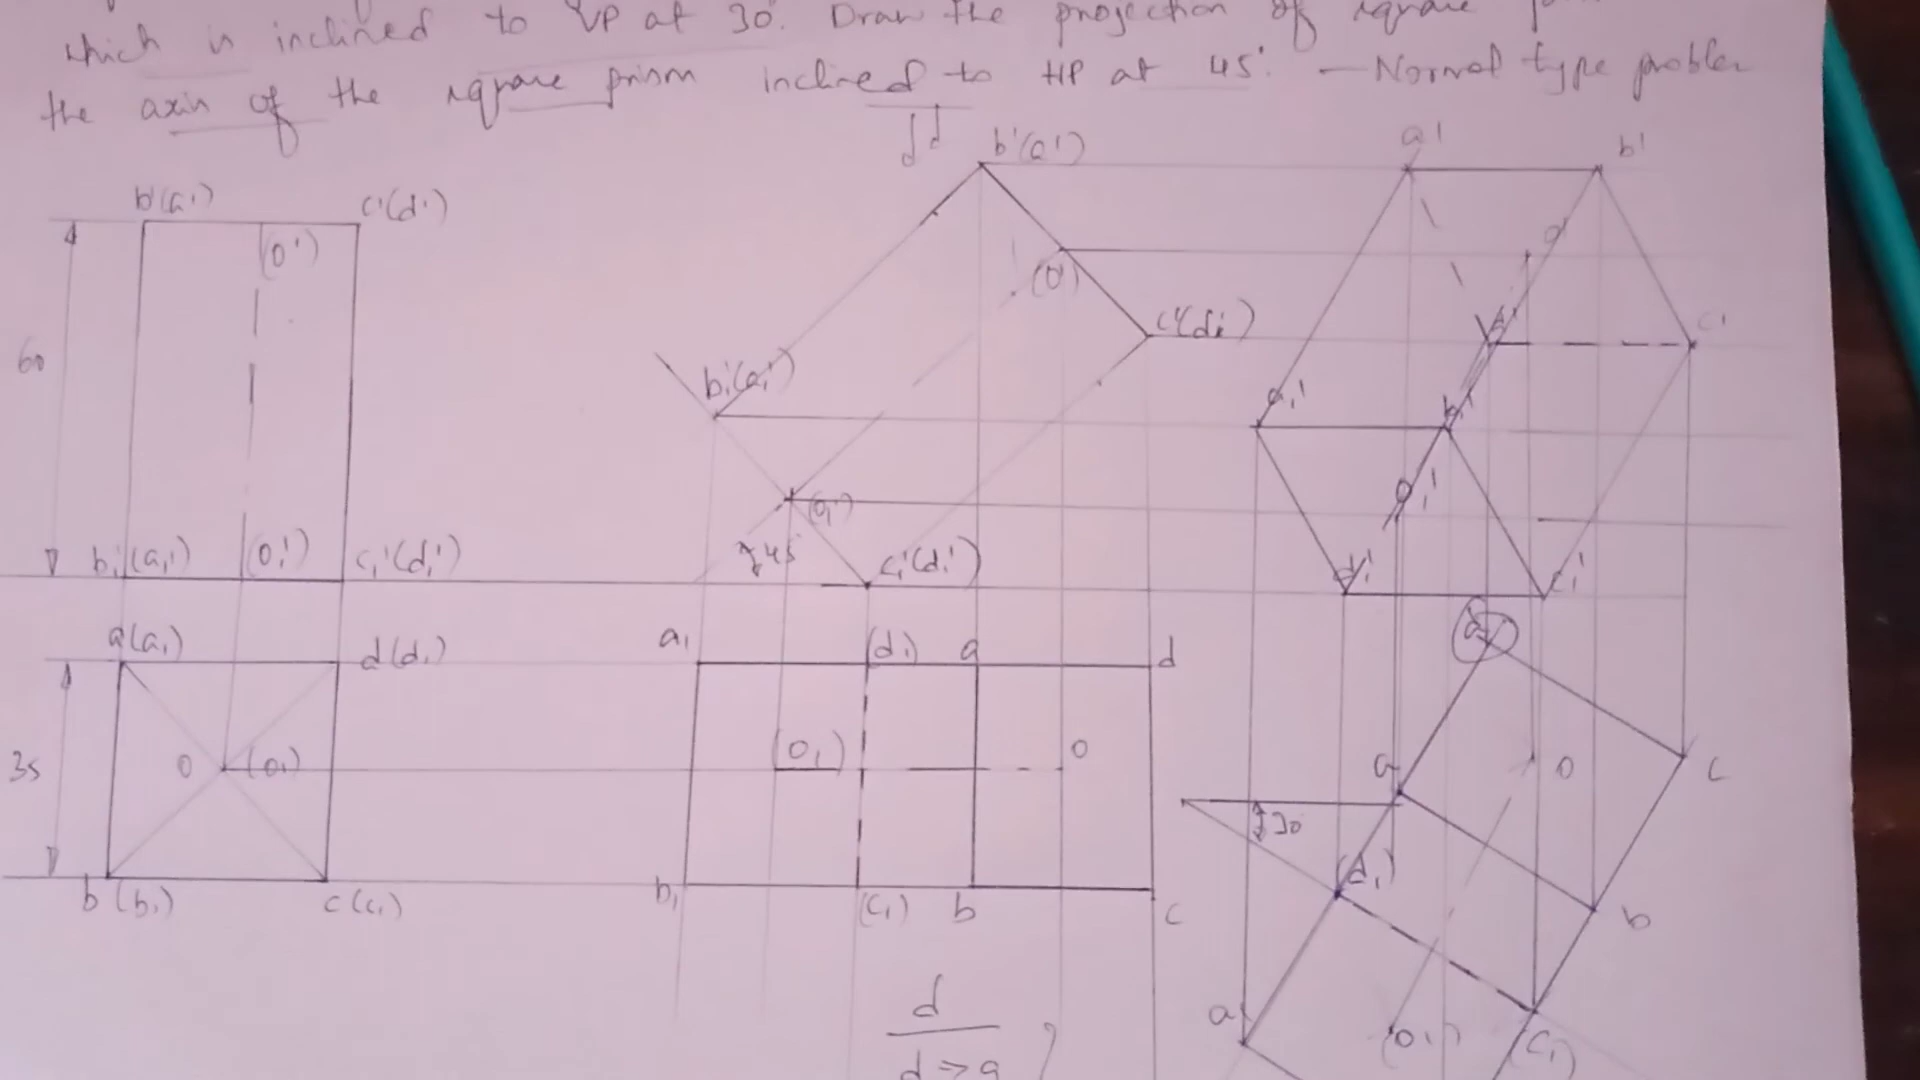 which is inclined to VP at 30°. Draw the projection of square
the axis of the square prism inclined to HP at 45°. — Normal type problem
b'(a')
c'(d')
(o')
60
b₁'(a₁')
(o₁')
c₁'(d₁')
a(a₁)
d(d₁)
35
o
(o₁)
b(b₁)
c(c₁)
b'(a')
(o')
c'(d')
b₁'(a₁')
(o₁')
45
c₁'(d₁')
a₁
(d₁)
a
d
(o₁)
o
b₁
(c₁)
b
c
a'
b'
o'
d'
c'
a₁'
b₁'
o₁'
d₁'
c₁'
d
a
o
c
30
(d₁)
b
a
(o₁)
(c₁)
d
d => a